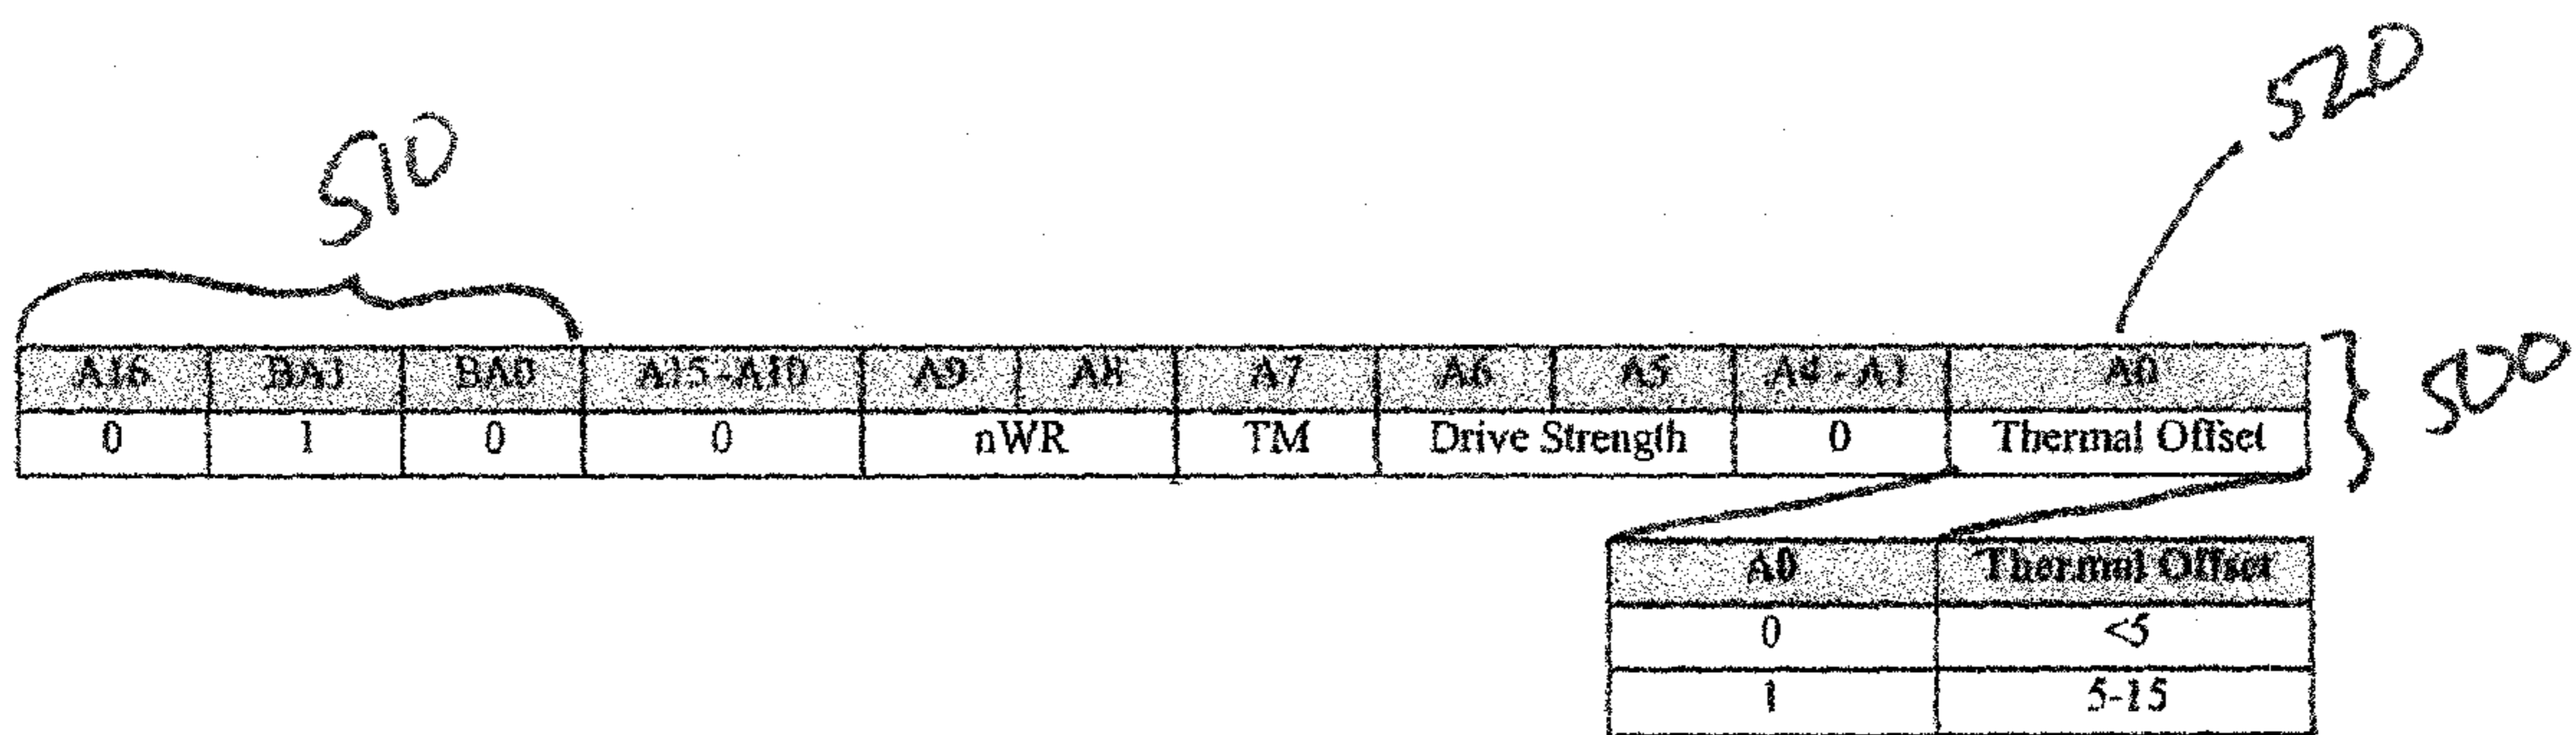 520
510
A16 BA1 BA0 A15-A10 A9 A8 A7 A6 A5 A4 - A1 A0
500
0 1 0 0 nWR TM Drive Strength 0 Thermal Offset
A0 Thermal Offset
0 <5
1 5-15